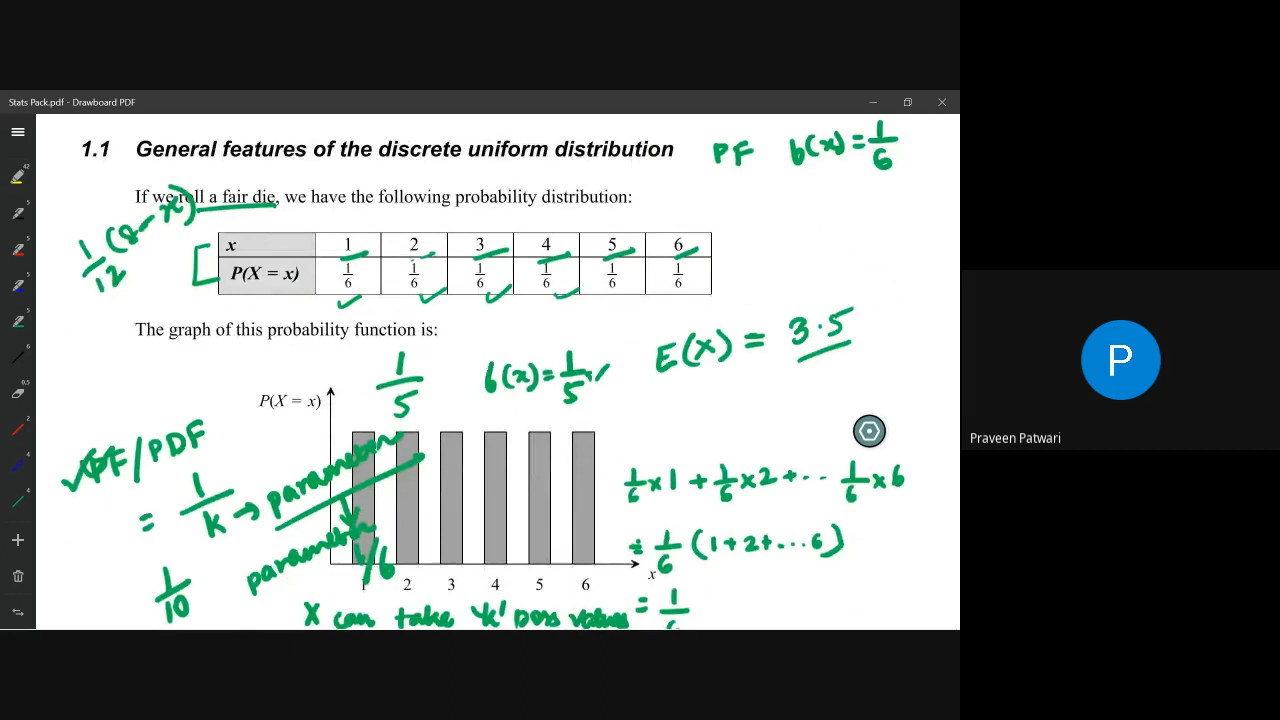 Stats Pack.pdf - Drawboard PDF
1.1 General features of the discrete uniform distribution
PF b(x) = 1/6
If we roll a fair die, we have the following probability distribution:
1/12 (8-x)
x 1 2 3 4 5 6
P(X = x) 1/6 1/6 1/6 1/6 1/6 1/6
The graph of this probability function is:
E(X) = 3.5
1/5 b(x) = 1/5
P(X = x)
PF/PDF
= 1/k → parameter
parameter
1/6
1/10
1/6 x 1 + 1/6 x 2 + ... 1/6 x 6
= 1/6 (1+2+...6)
x
1 2 3 4 5 6
X can take 'k' poss values
= 1/6
P
Praveen Patwari